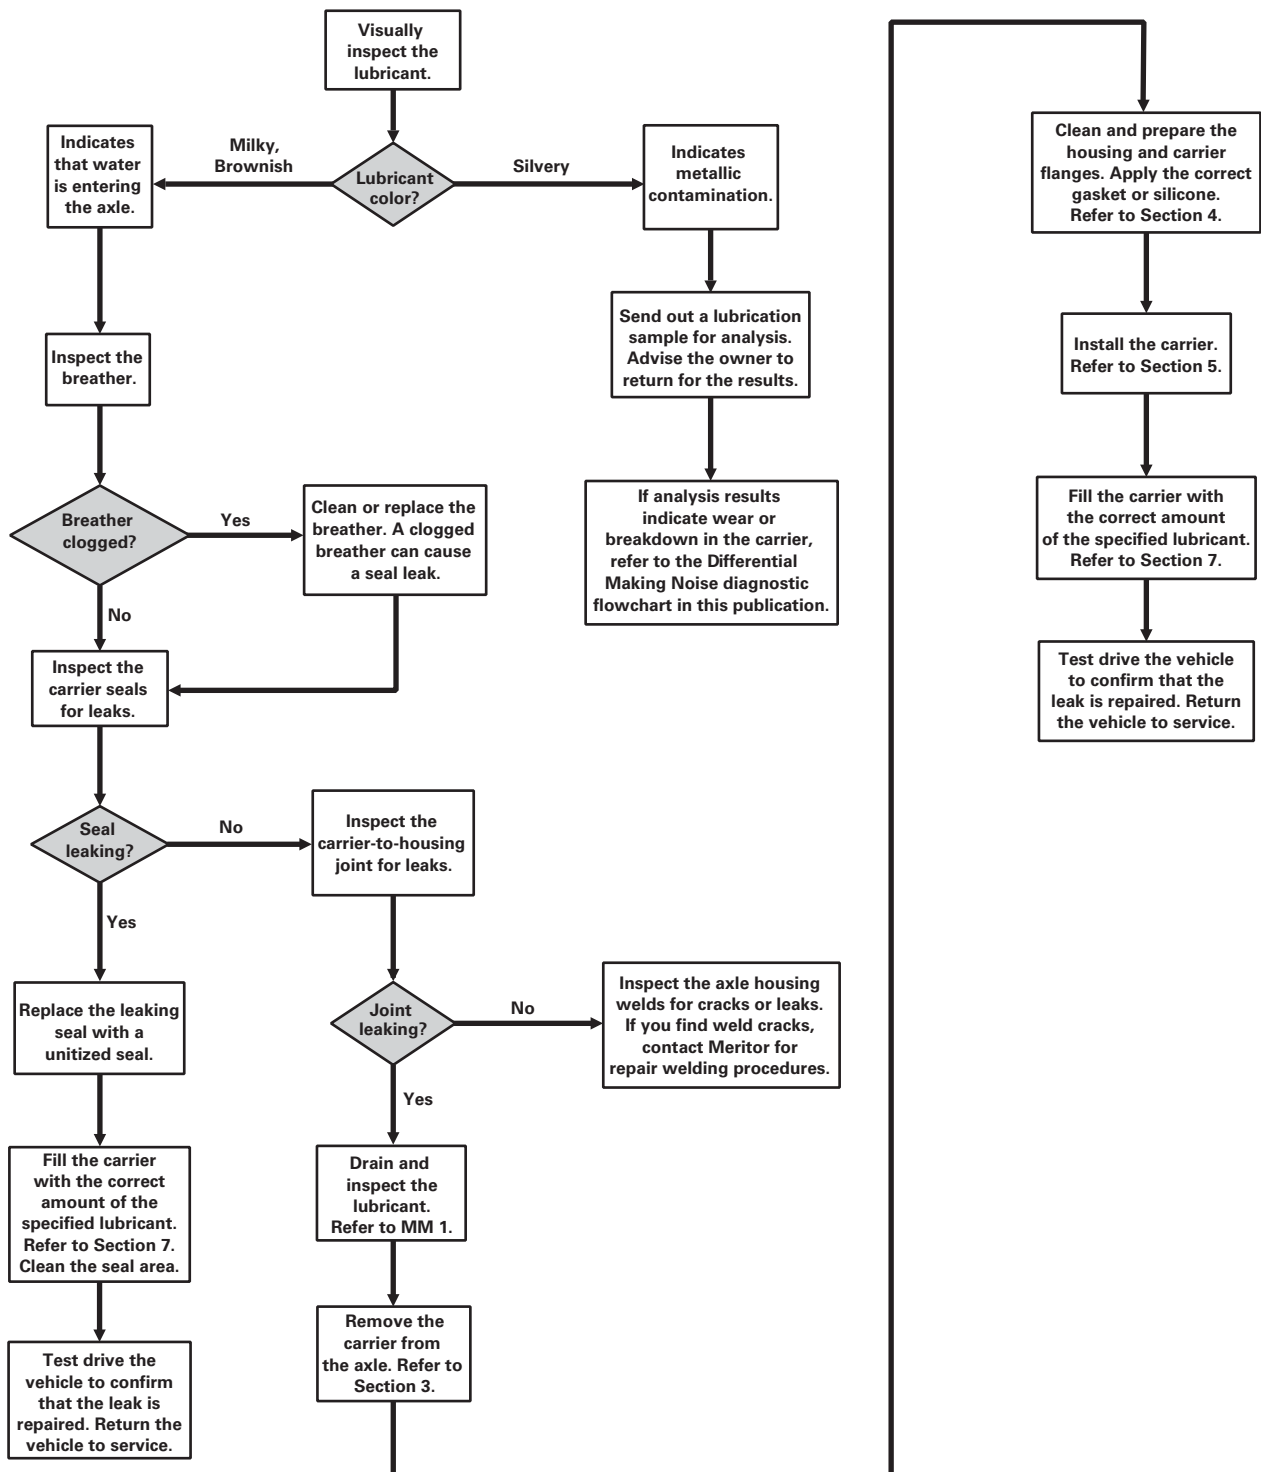 Visually
inspect the
lubricant.
Lubricant
color?
Milky,
Brownish
Indicates
that water
is entering
the axle.
Silvery
Indicates
metallic
contamination.
Send out a lubrication
sample for analysis.
Advise the owner to
return for the results.
If analysis results
indicate wear or
breakdown in the carrier,
refer to the Differential
Making Noise diagnostic
flowchart in this publication.
Inspect the
breather.
Breather
clogged?
Yes
Clean or replace the
breather. A clogged
breather can cause
a seal leak.
No
Inspect the
carrier seals
for leaks.
Seal
leaking?
No
Inspect the
carrier-to-housing
joint for leaks.
Yes
Replace the leaking
seal with a
unitized seal.
Fill the carrier
with the correct
amount of the
specified lubricant.
Refer to Section 7.
Clean the seal area.
Test drive the
vehicle to confirm
that the leak is
repaired. Return the
vehicle to service.
Joint
leaking?
No
Inspect the axle housing
welds for cracks or leaks.
If you find weld cracks,
contact Meritor for
repair welding procedures.
Yes
Drain and
inspect the
lubricant.
Refer to MM 1.
Remove the
carrier from
the axle. Refer to
Section 3.
Clean and prepare the
housing and carrier
flanges. Apply the correct
gasket or silicone.
Refer to Section 4.
Install the carrier.
Refer to Section 5.
Fill the carrier with
the correct amount
of the specified lubricant.
Refer to Section 7.
Test drive the vehicle
to confirm that the
leak is repaired. Return
the vehicle to service.